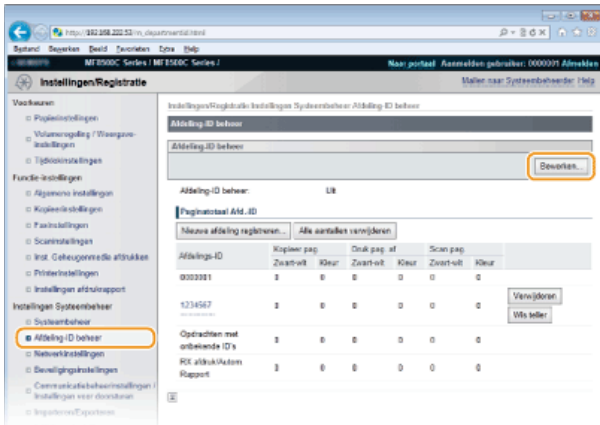 http://192.168.222.52/m_departmental.html
Bestand Bewerken Beeld Favorieten Extra Help
MF8500C Series / MF8500C Series /
Naar portaal Aanmelden gebruiker: 0000001 Afmelden
Instellingen/Registratie
Mailen naar Systeembeheerder Help
Voorkeuren
Papierinstellingen
Volumeregeling / Weergave-
instellingen
Tijdklokinstellingen
Functie-instellingen
Algemene instellingen
Kopieerinstellingen
Faxinstellingen
Scaninstellingen
Inst. Geheugenmedia afdrukken
Printerinstellingen
Instellingen afdrukrapport
Instellingen Systeembeheer
Systeembeheer
Afdeling-ID beheer
Netwerkinstellingen
Beveiligingsinstellingen
Communicatiebeheerinstellingen /
Instellingen voor doorsturen
Importeren/Exporteren
Instellingen/Registratie: Instellingen Systeembeheer: Afdeling-ID beheer
Afdeling-ID beheer
Afdeling-ID beheer
Bewerken...
Afdeling-ID beheer: Uit
Paginatotaal Afd.-ID
Nieuwe afdeling registreren... Alle aantallen verwijderen
Afdelings-ID Kopieer pag. Druk pag. af Scan pag.
Zwart-wit Kleur Zwart-wit Kleur Zwart-wit Kleur
0000001 0 0 0 0 0 0
1234567 0 0 0 0 0 0 Verwijderen
Wis teller
Opdrachten met
onbekende ID's 0 0 0 0 0 0
RX afdruk/Autom
Rapport 0 0 0 0 0 0